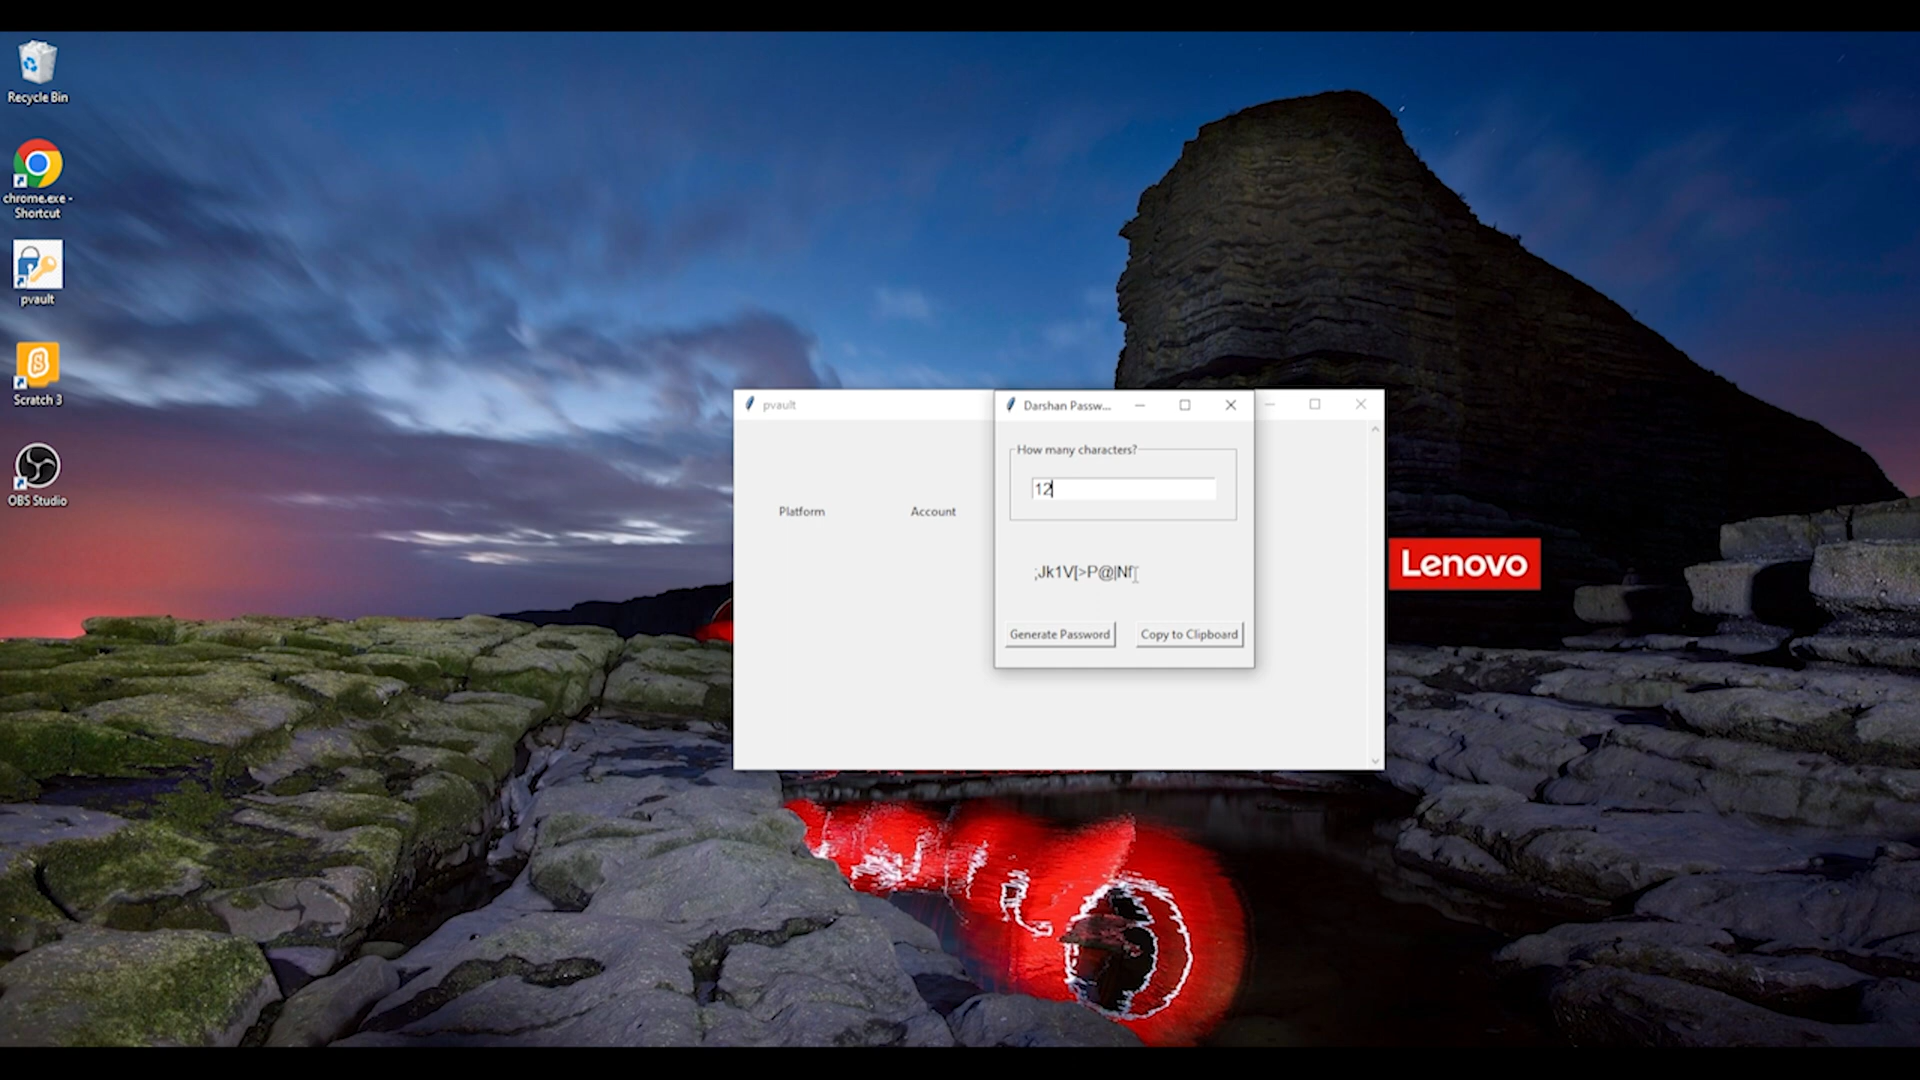 Recycle Bin
chrome.exe -
Shortcut
pvault
Scratch 3
OBS Studio
pvault
Darshan Passw...
How many characters?
12
Platform
Account
;Jk1V[>P@|Nf
Generate Password
Copy to Clipboard
Lenovo